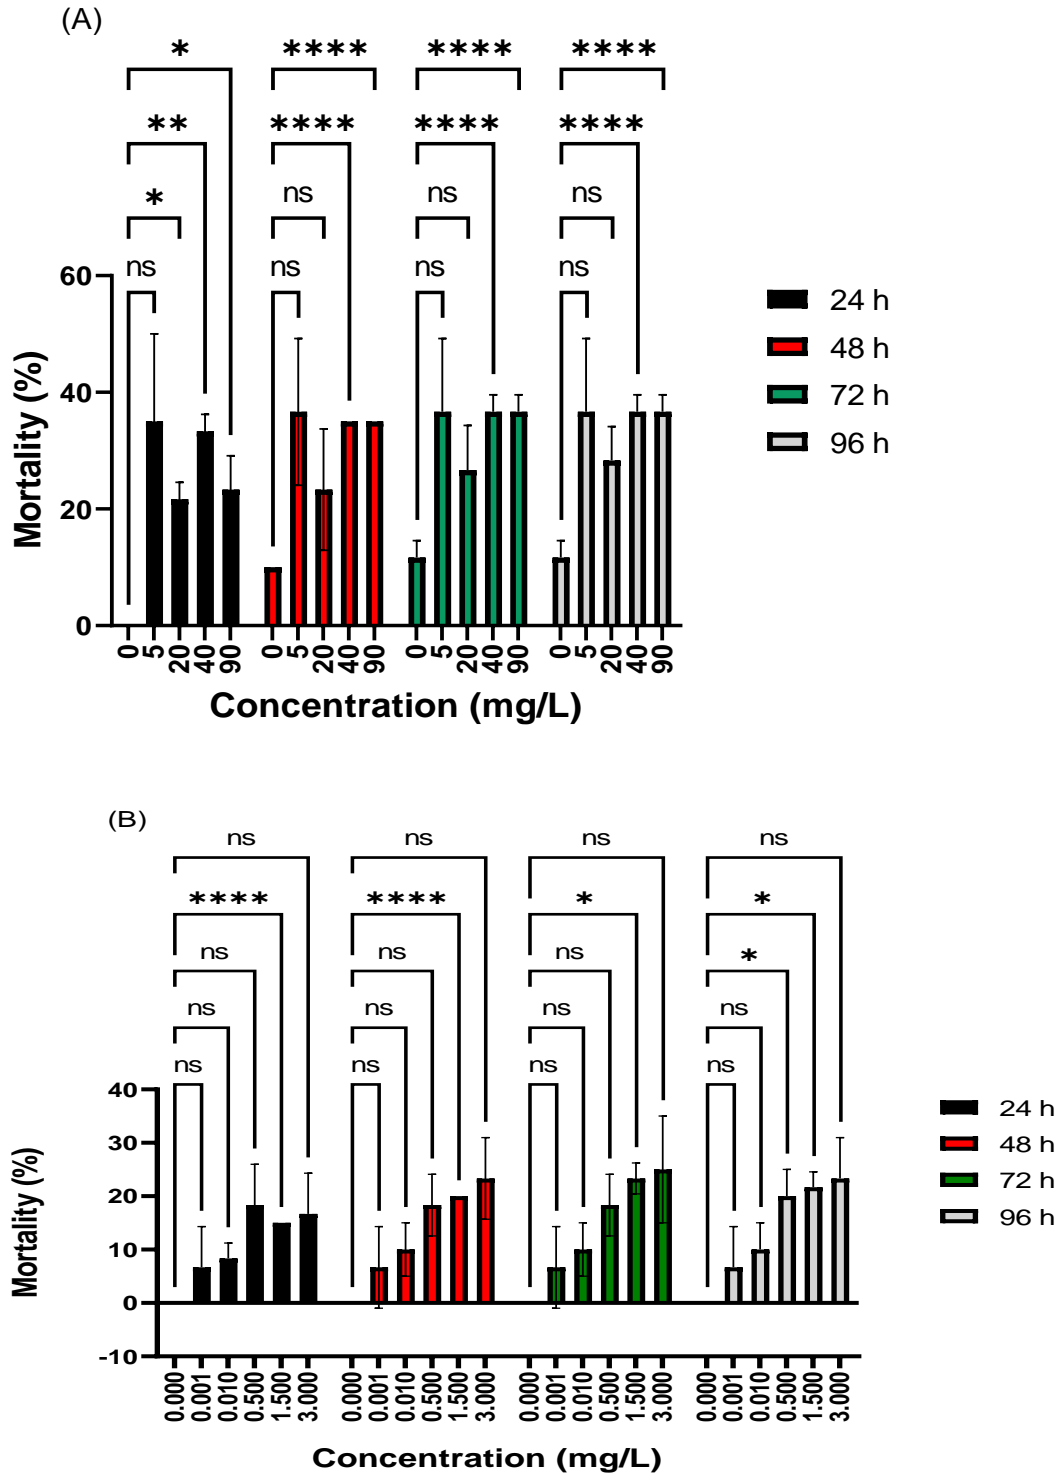 (A)
* **** **** ****
** **** **** ****
* ns ns ns
ns ns ns ns
60
40
20
0
Mortality (%)
0 5 20 40 90 0 5 20 40 90 0 5 20 40 90 0 5 20 40 90
Concentration (mg/L)
24 h
48 h
72 h
96 h
(B)
ns ns ns ns
**** **** * *
ns ns ns *
ns ns ns ns
ns ns ns ns
40
30
20
10
0
-10
Mortality (%)
0.000 0.001 0.010 0.500 1.500 3.000 0.000 0.001 0.010 0.500 1.500 3.000 0.000 0.001 0.010 0.500 1.500 3.000 0.000 0.001 0.010 0.500 1.500 3.000
Concentration (mg/L)
24 h
48 h
72 h
96 h